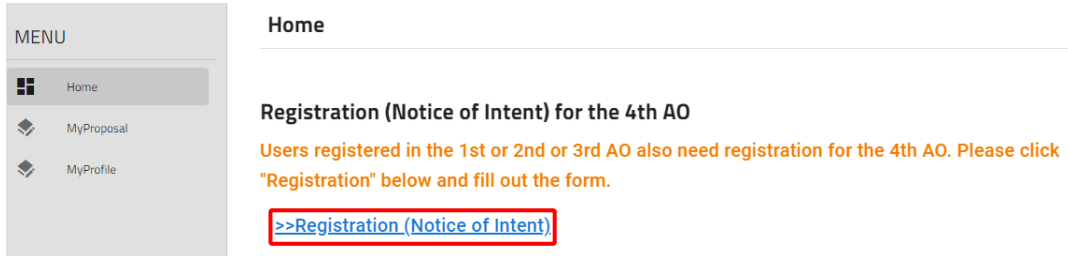 MENU
Home
MyProposal
MyProfile
Home
Registration (Notice of Intent) for the 4th AO
Users registered in the 1st or 2nd or 3rd AO also need registration for the 4th AO. Please click
"Registration" below and fill out the form.
>>Registration (Notice of Intent)